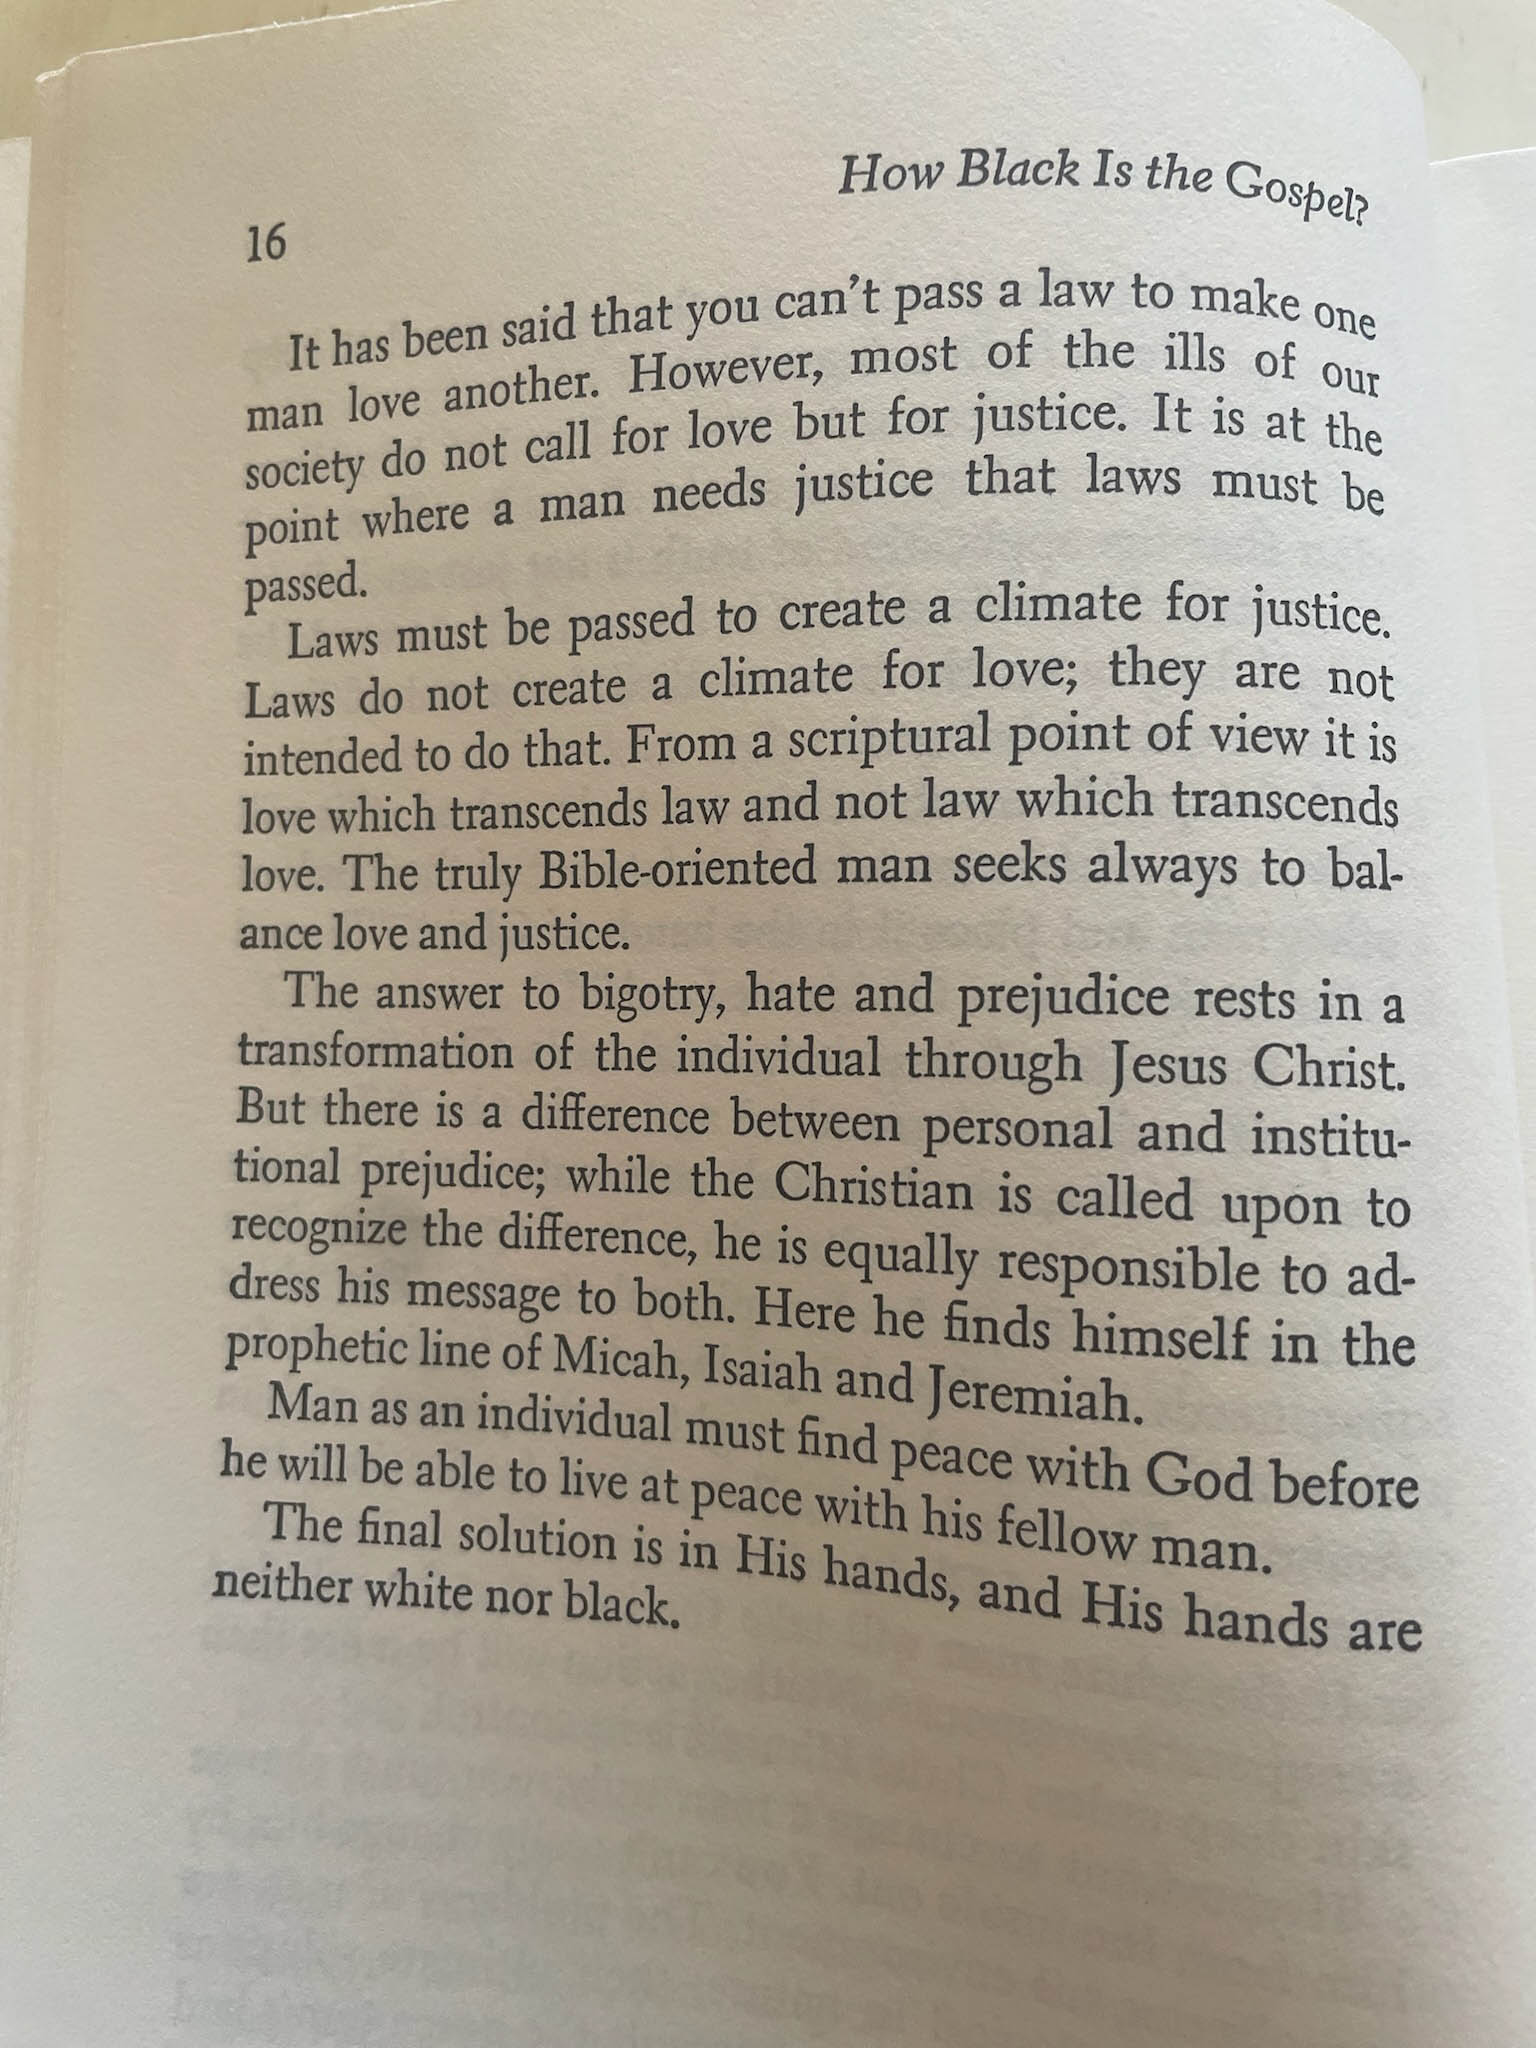 How Black Is the Gospel?
16
It has been said that you can't pass a law to make one
man love another. However, most of the ills of our
society do not call for love but for justice. It is at the
point where a man needs justice that laws must be
passed.
Laws must be passed to create a climate for justice.
Laws do not create a climate for love; they are not
intended to do that. From a scriptural point of view it is
love which transcends law and not law which transcends
love. The truly Bible-oriented man seeks always to bal-
ance love and justice.
The answer to bigotry, hate and prejudice rests in a
transformation of the individual through Jesus Christ.
But there is a difference between personal and institu-
tional prejudice; while the Christian is called upon to
recognize the difference, he is equally responsible to ad-
dress his message to both. Here he finds himself in the
prophetic line of Micah, Isaiah and Jeremiah.
Man as an individual must find peace with God before
he will be able to live at peace with his fellow man.
The final solution is in His hands, and His hands are
neither white nor black.